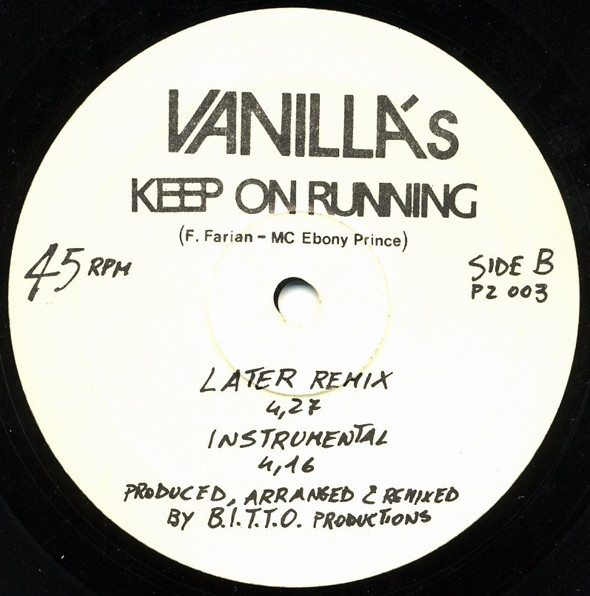 VANILLA's
KEEP ON RUNNING
(F. Farian – MC Ebony Prince)
45 RPM
SIDE B
PZ 003
LATER REMIX
4,27
INSTRUMENTAL
4,16
PRODUCED, ARRANGED & REMIXED
BY B.I.T.T.O. PRODUCTIONS